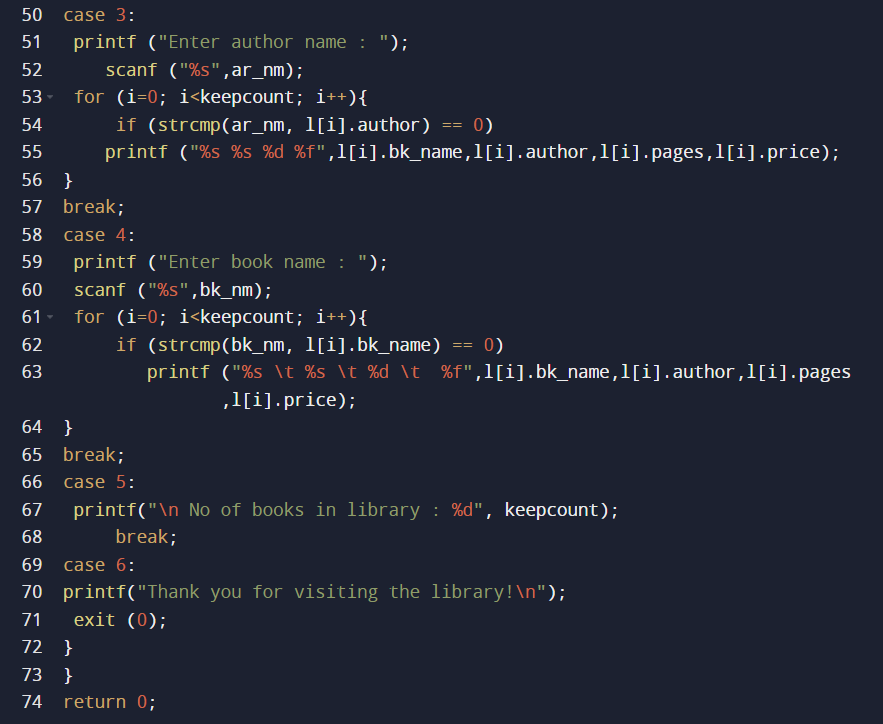 50 case 3:
51 printf ("Enter author name : ");
52 scanf ("%s",ar_nm);
53 for (i=0; i<keepcount; i++){
54 if (strcmp(ar_nm, l[i].author) == 0)
55 printf ("%s %s %d %f",l[i].bk_name,l[i].author,l[i].pages,l[i].price);
56 }
57 break;
58 case 4:
59 printf ("Enter book name : ");
60 scanf ("%s",bk_nm);
61 for (i=0; i<keepcount; i++){
62 if (strcmp(bk_nm, l[i].bk_name) == 0)
63 printf ("%s \t %s \t %d \t  %f",l[i].bk_name,l[i].author,l[i].pages
,l[i].price);
64 }
65 break;
66 case 5:
67 printf("\n No of books in library : %d", keepcount);
68 break;
69 case 6:
70 printf("Thank you for visiting the library!\n");
71 exit (0);
72 }
73 }
74 return 0;